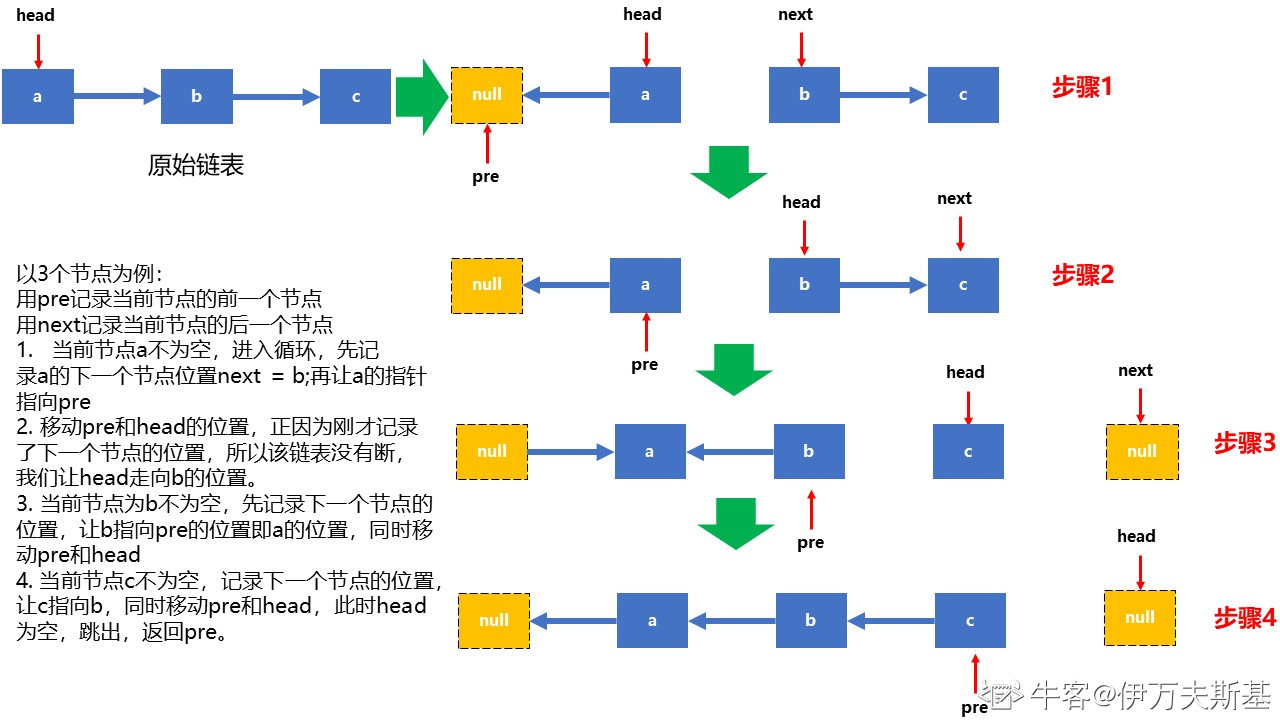 head
head
next
a
b
c
null
a
b
c
步骤1
原始链表
pre
head
next
null
a
b
c
步骤2
pre
以3个节点为例：
用pre记录当前节点的前一个节点
用next记录当前节点的后一个节点
1. 当前节点a不为空，进入循环，先记
录a的下一个节点位置next = b;再让a的指针
指向pre
2. 移动pre和head的位置，正因为刚才记录
了下一个节点的位置，所以该链表没有断，
我们让head走向b的位置。
3. 当前节点为b不为空，先记录下一个节点的
位置，让b指向pre的位置即a的位置，同时移
动pre和head
4. 当前节点c不为空，记录下一个节点的位置，
让c指向b，同时移动pre和head，此时head
为空，跳出，返回pre。
head
next
null
a
b
c
null
步骤3
pre
head
null
a
b
c
null
步骤4
pre
牛客@伊万夫斯基